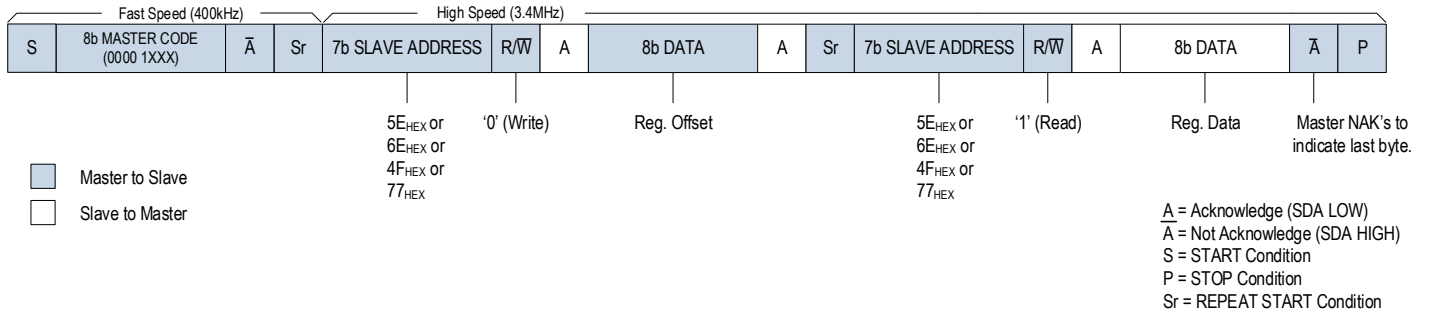 Fast Speed (400kHz) High Speed (3.4MHz)
S 8b MASTER CODE (0000 1XXX) A̅ Sr 7b SLAVE ADDRESS R/W̅ A 8b DATA A Sr 7b SLAVE ADDRESS R/W̅ A 8b DATA A̅ P
5EHEX or
6EHEX or
4FHEX or
77HEX
‘0’ (Write)
Reg. Offset
5EHEX or
6EHEX or
4FHEX or
77HEX
‘1’ (Read)
Reg. Data
Master NAK's to
indicate last byte.
Master to Slave
Slave to Master
A = Acknowledge (SDA LOW)
A̅ = Not Acknowledge (SDA HIGH)
S = START Condition
P = STOP Condition
Sr = REPEAT START Condition